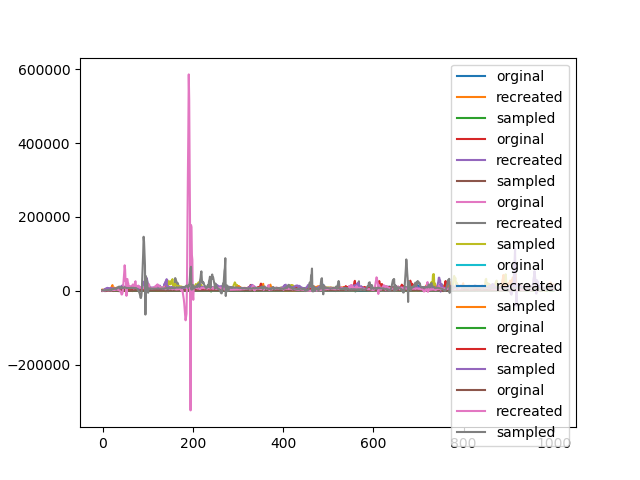 600000
400000
200000
0
−200000
0
200
400
600
800
1000
orginal
recreated
sampled
orginal
recreated
sampled
orginal
recreated
sampled
orginal
recreated
sampled
orginal
recreated
sampled
orginal
recreated
sampled